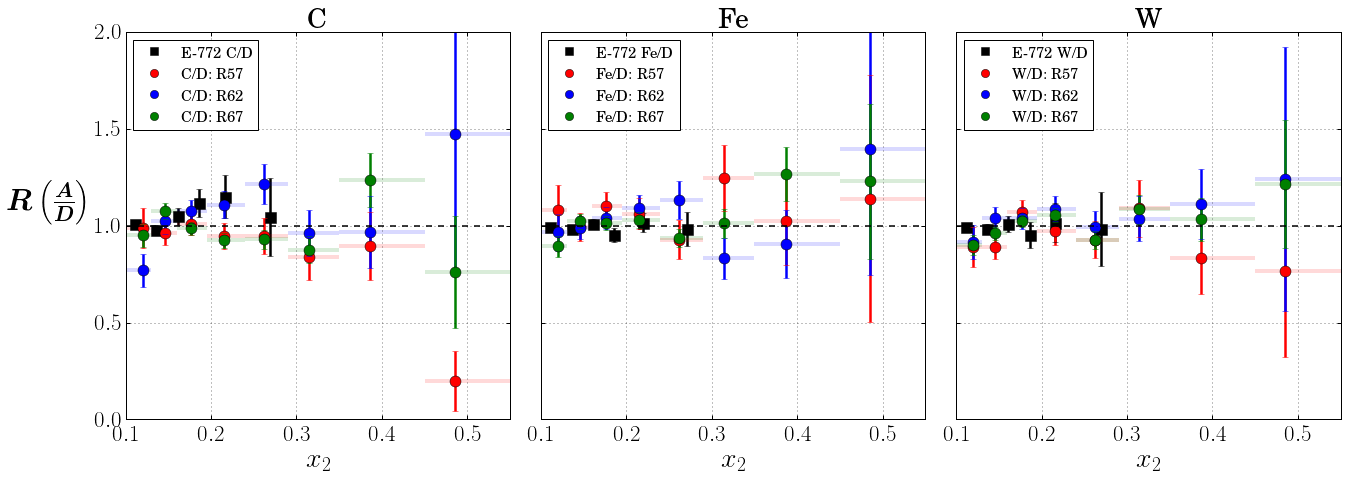 C
Fe
W
E-772 C/D
C/D: R57
C/D: R62
C/D: R67
E-772 Fe/D
Fe/D: R57
Fe/D: R62
Fe/D: R67
E-772 W/D
W/D: R57
W/D: R62
W/D: R67
R(A/D)
2.0
1.5
1.0
0.5
0.0
0.1 0.2 0.3 0.4 0.5
0.1 0.2 0.3 0.4 0.5
0.1 0.2 0.3 0.4 0.5
x₂
x₂
x₂